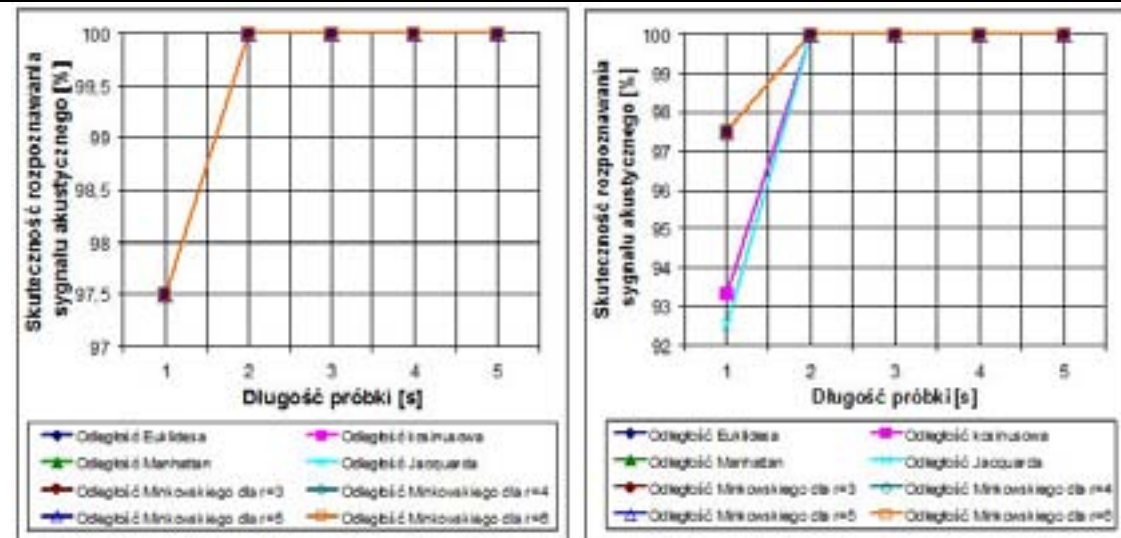 Skuteczność rozpoznawania
sygnału akustycznego [%]
100
99,5
99
98,5
98
97,5
97
1 2 3 4 5
Długość próbki [s]
Odległość Euklidesa
Odległość kosinusowa
Odległość Manhattan
Odległość Jacquarda
Odległość Minkowskiego dla r=3
Odległość Minkowskiego dla r=4
Odległość Minkowskiego dla r=5
Odległość Minkowskiego dla r=6
Skuteczność rozpoznawania
sygnału akustycznego [%]
100
99
98
97
96
95
94
93
92
1 2 3 4 5
Długość próbki [s]
Odległość Euklidesa
Odległość kosinusowa
Odległość Manhattan
Odległość Jacquarda
Odległość Minkowskiego dla r=3
Odległość Minkowskiego dla r=4
Odległość Minkowskiego dla r=5
Odległość Minkowskiego dla r=6